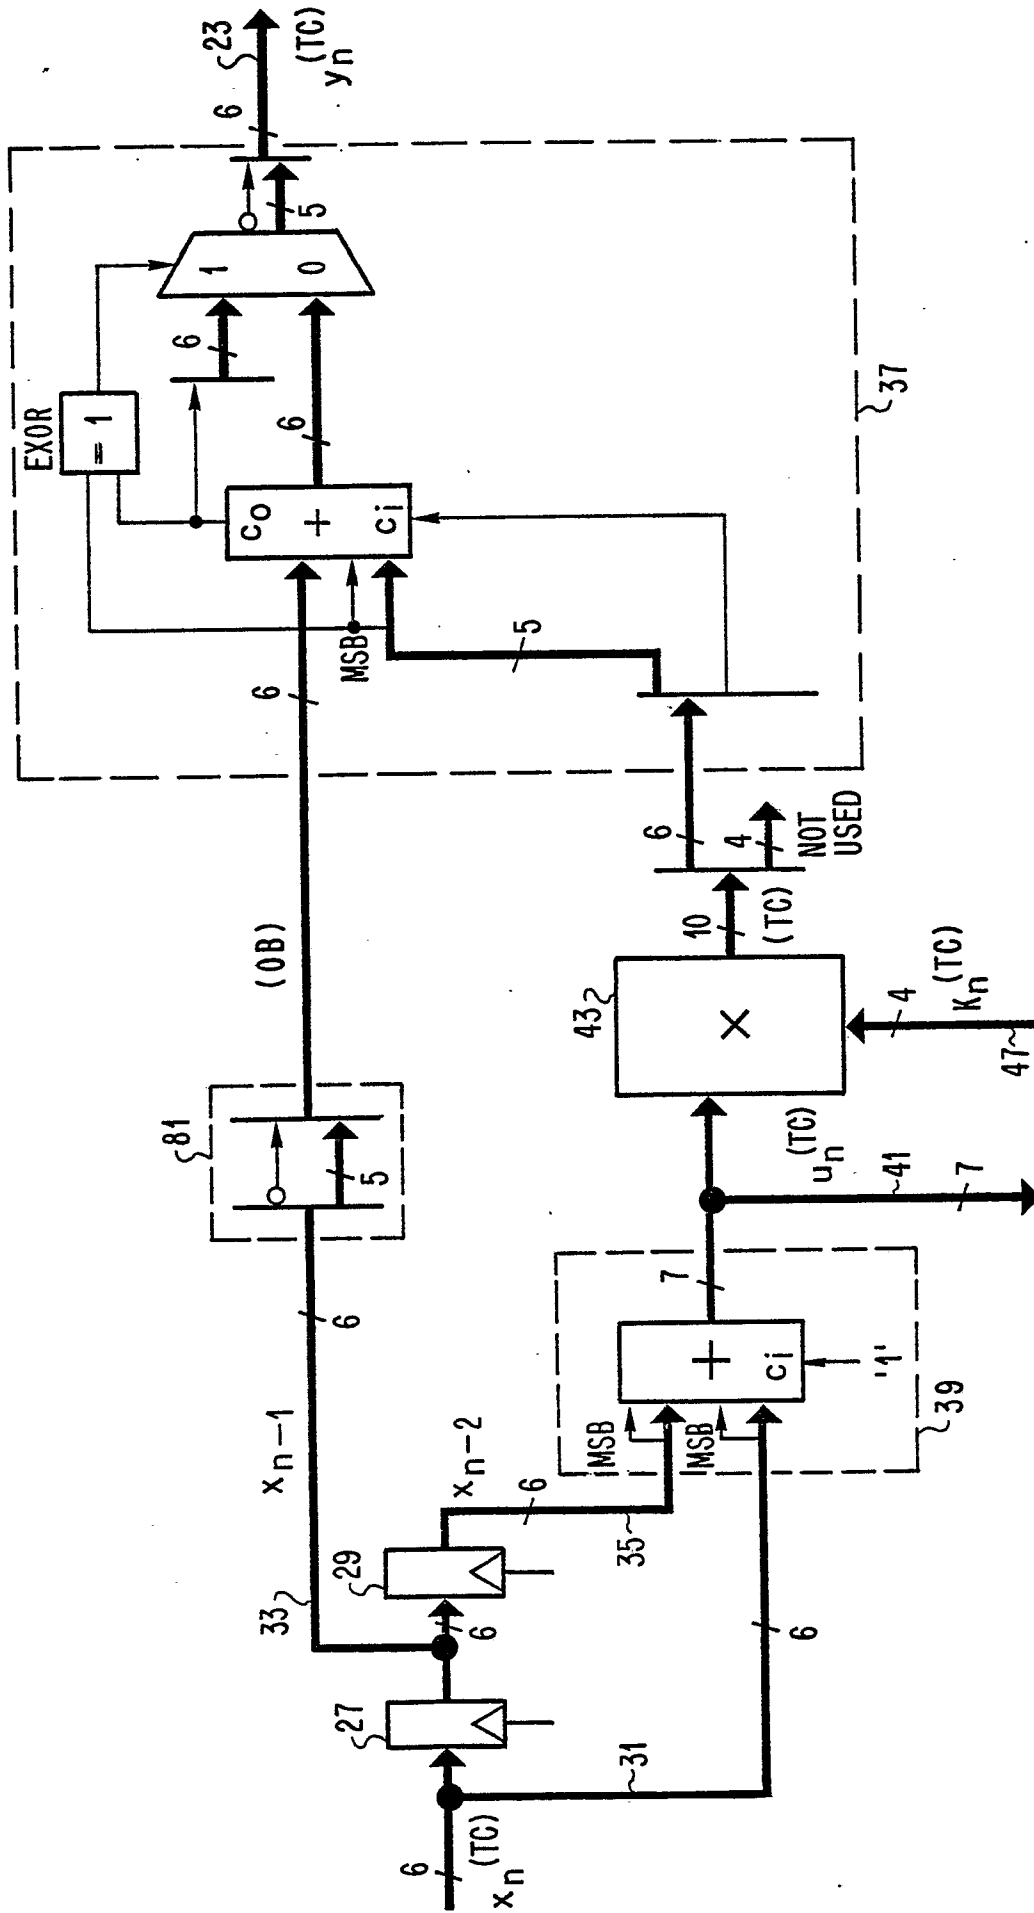 6
(TC)
xn
27
6
29
33
31
xn-1
xn-2
6
35
6
6
81
5
(OB)
MSB
MSB
+
ci
'1'
39
7
un (TC)
41
7
43
×
47
4
Kn (TC)
10
(TC)
6
4
NOT
USED
6
MSB
5
co
+
ci
EXOR
= 1
6
6
1
0
5
37
6
23
(TC)
yn